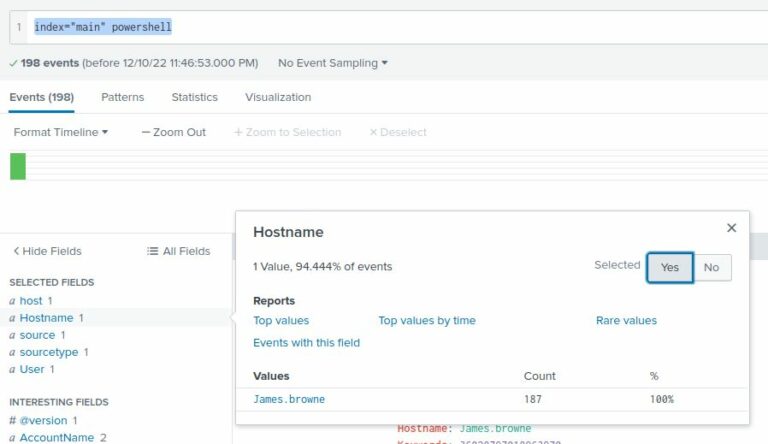 1 index="main" powershell
✓ 198 events (before 12/10/22 11:46:53.000 PM) No Event Sampling ▾
Events (198) Patterns Statistics Visualization
Format Timeline ▾ — Zoom Out + Zoom to Selection × Deselect
< Hide Fields All Fields
SELECTED FIELDS
a host 1
a Hostname 1
a source 1
a sourcetype 1
a User 1
INTERESTING FIELDS
# @version 1
a AccountName 2
Hostname ×
1 Value, 94.444% of events Selected Yes No
Reports
Top values Top values by time Rare values
Events with this field
Values Count %
James.browne 187 100%
Hostname: James.browne